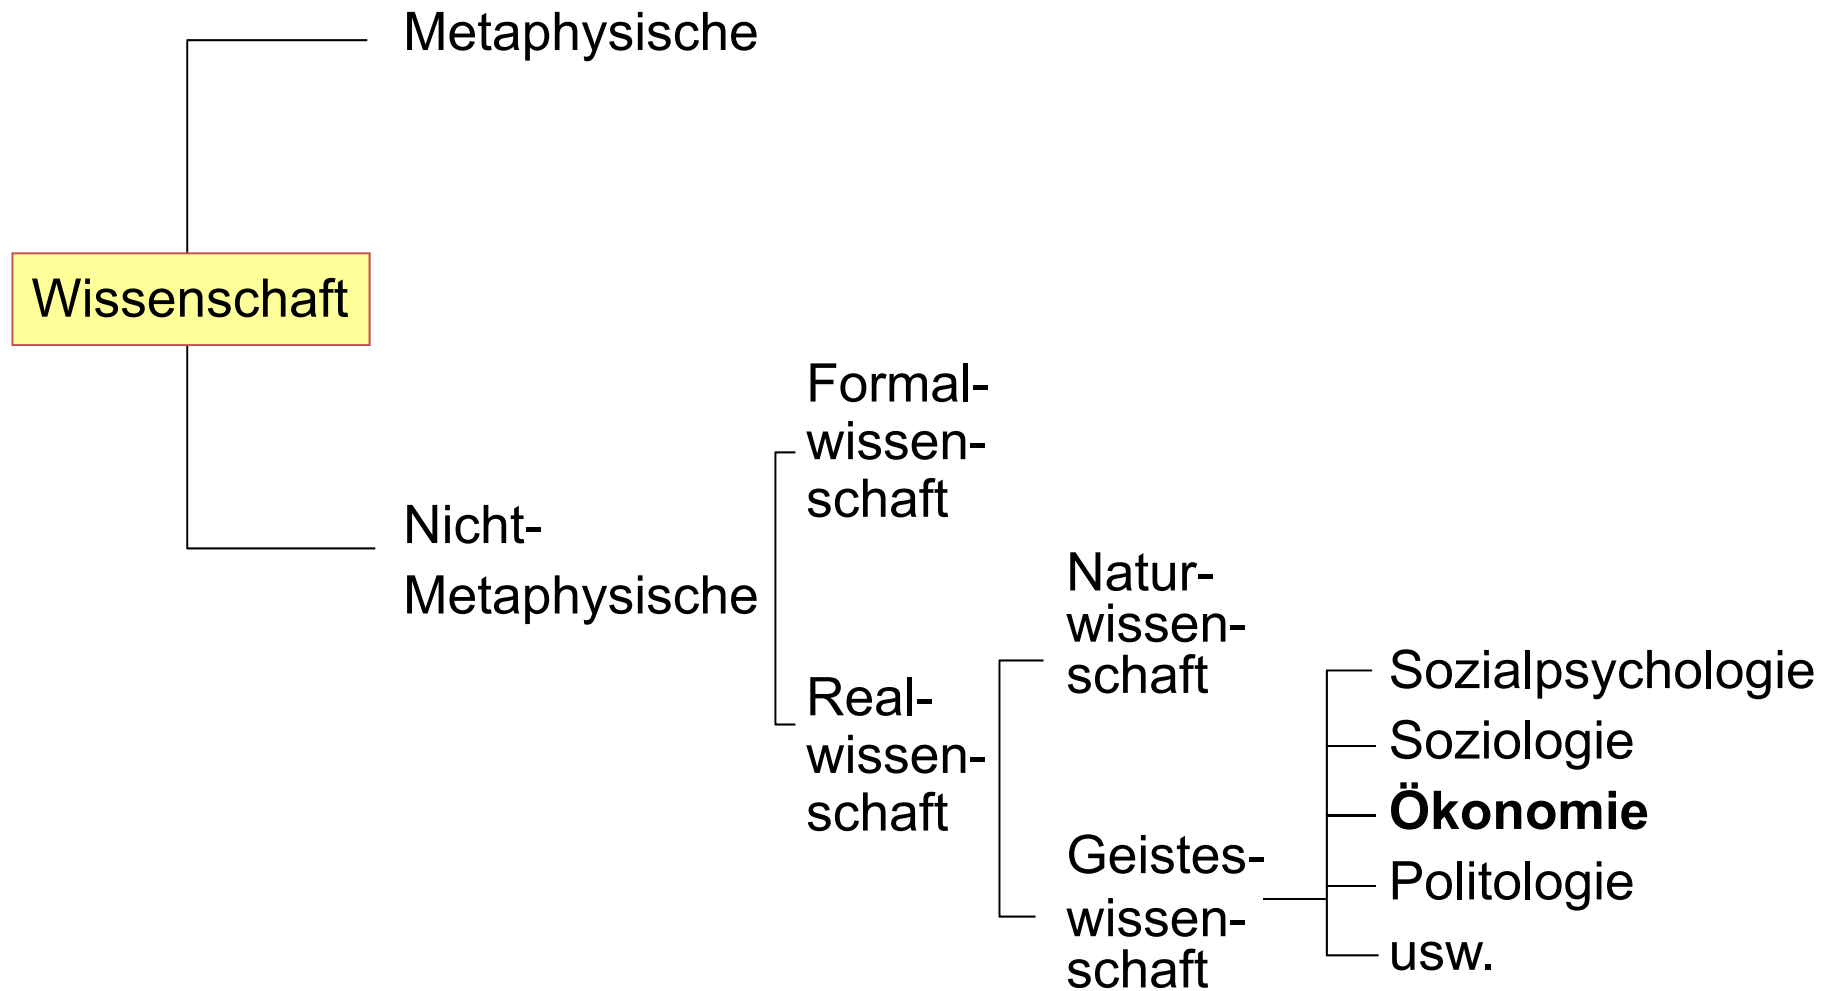 Metaphysische
Wissenschaft
Nicht-
Metaphysische
Formal-
wissen-
schaft
Real-
wissen-
schaft
Natur-
wissen-
schaft
Geistes-
wissen-
schaft
Sozialpsychologie
Soziologie
Ökonomie
Politologie
usw.